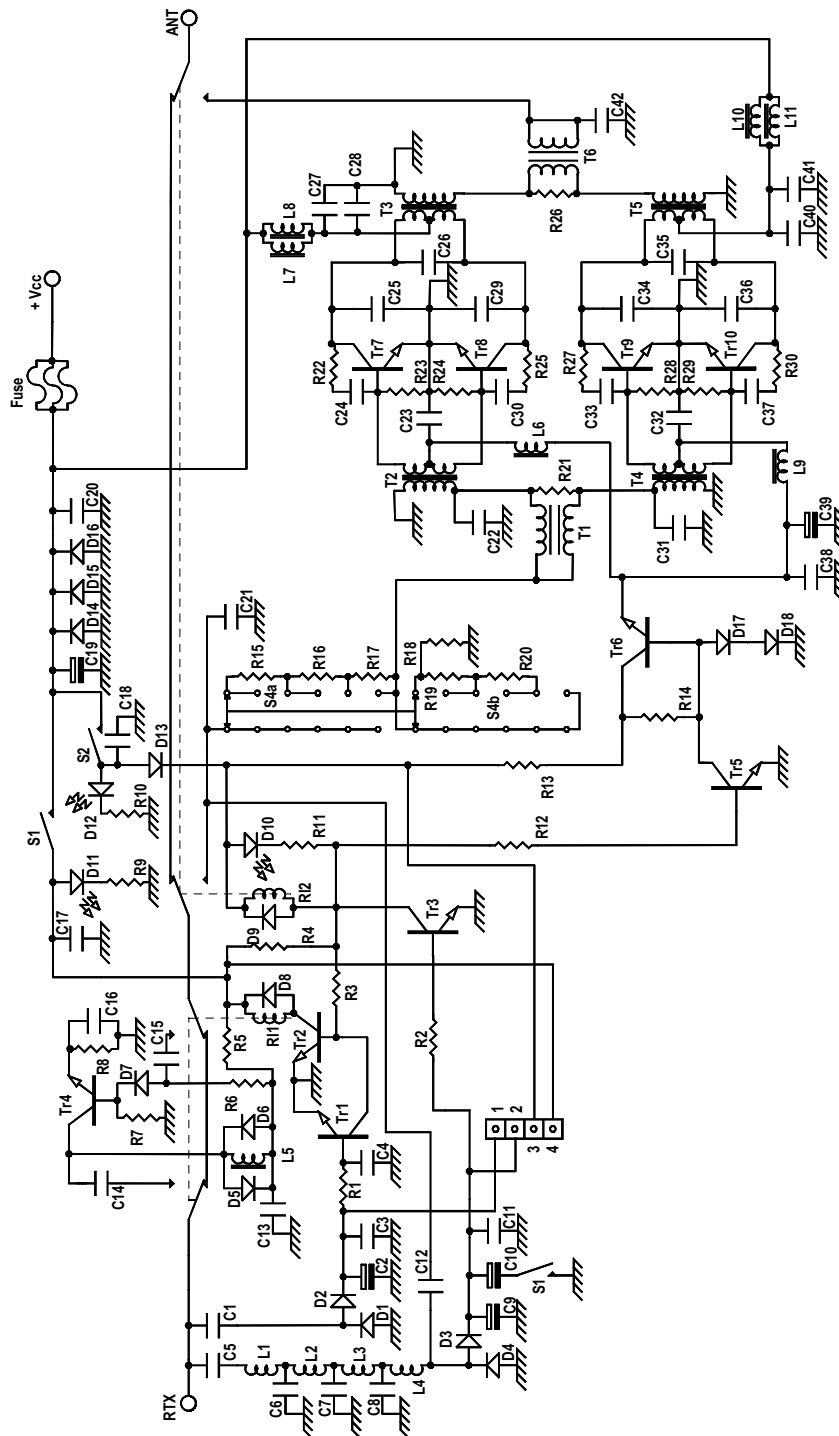 RTX
C5
C1
L1
L2
L3
L4
C6
C7
C8
D1
D2
D3
D4
C2
C3
C4
R1
C9
C10
S1
C11
C12
C13
D5
L5
D6
C14
R6
R7
D7
Tr4
R8
C15
C16
Tr1
Tr2
R5
Rl1
D8
R3
R4
R2
1
2
3
4
Tr3
D9
Rl2
D10
R11
R12
C17
D11
R9
S1
D12
R10
S2
C18
D13
C19
D14
D15
D16
C20
Fuse
+ Vcc
ANT
C21
R15
R16
R17
S4a
R18
R19
R20
S4b
R13
R14
Tr5
Tr6
D17
D18
C38
C39
L9
T1
R21
C22
C31
T2
T4
L6
C23
C32
C24
R22
Tr7
R23
R24
Tr8
C30
R25
C33
R27
Tr9
R28
R29
Tr10
C37
R30
C25
C26
C29
C34
C35
C36
L7
L8
C27
C28
T3
T5
R26
T6
C42
C40
C41
L10
L11